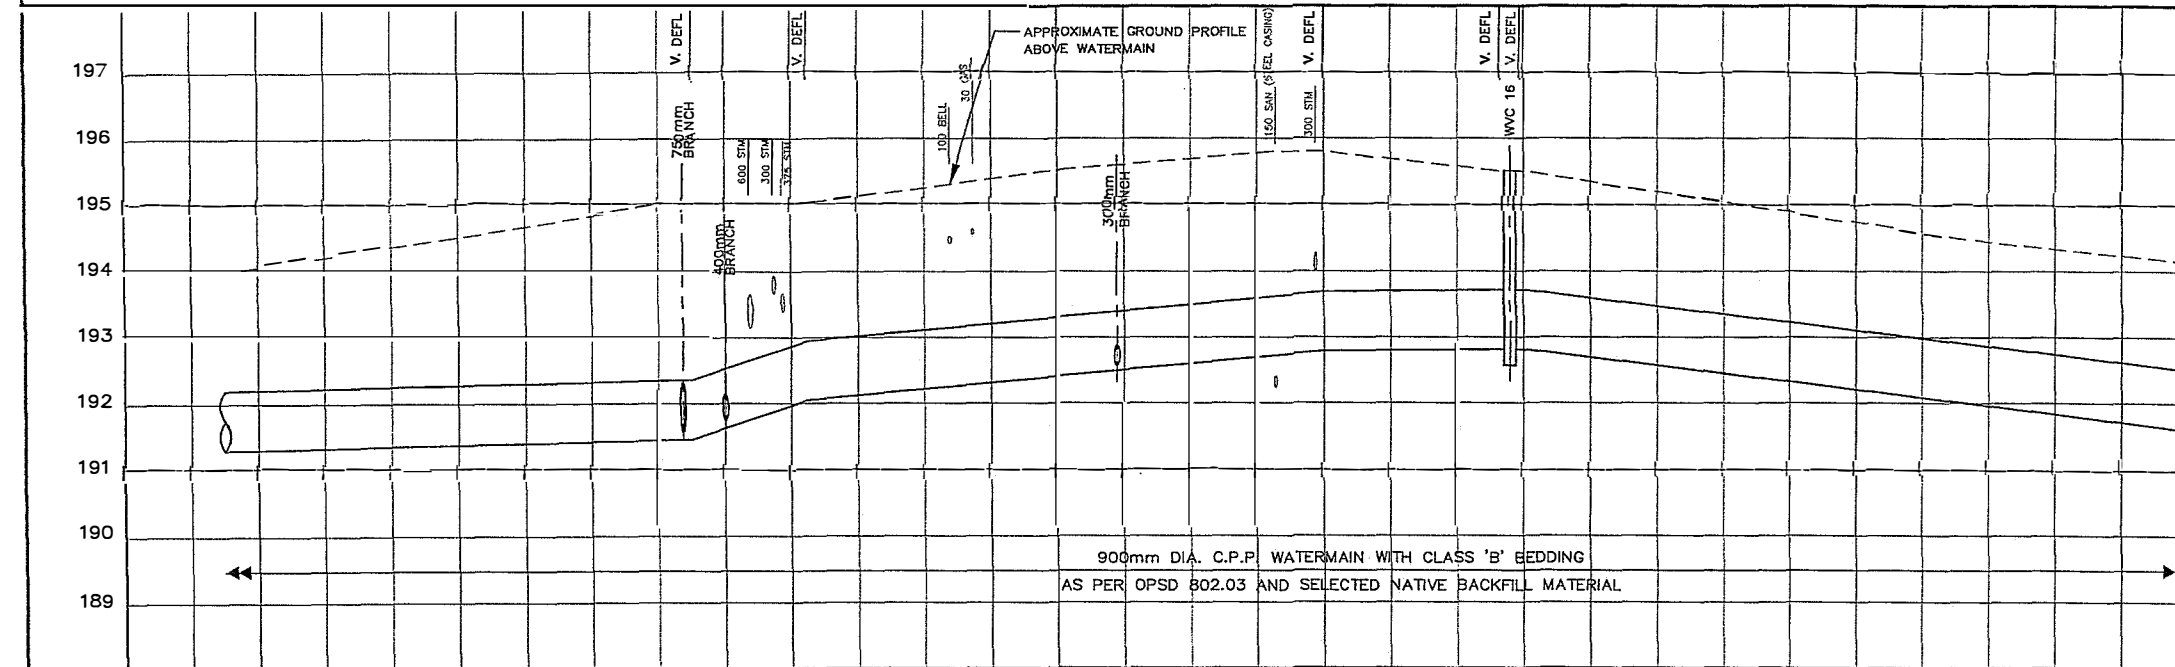 V. DEFL
V. DEFL
APPROXIMATE GROUND PROFILE
ABOVE WATERMAIN
150 SAN (STEEL CASING)
V. DEFL
V. DEFL
V. DEFL
197
196
195
194
193
192
191
190
189
750mm
BRANCH
400mm
BRANCH
600 STM
300 STM
375 STM
100 BELL
30 GAS
300mm
BRANCH
300 STM
WVC 16
900mm DIA. C.P.P. WATERMAIN WITH CLASS 'B' BEDDING
AS PER OPSD 802.03 AND SELECTED NATIVE BACKFILL MATERIAL